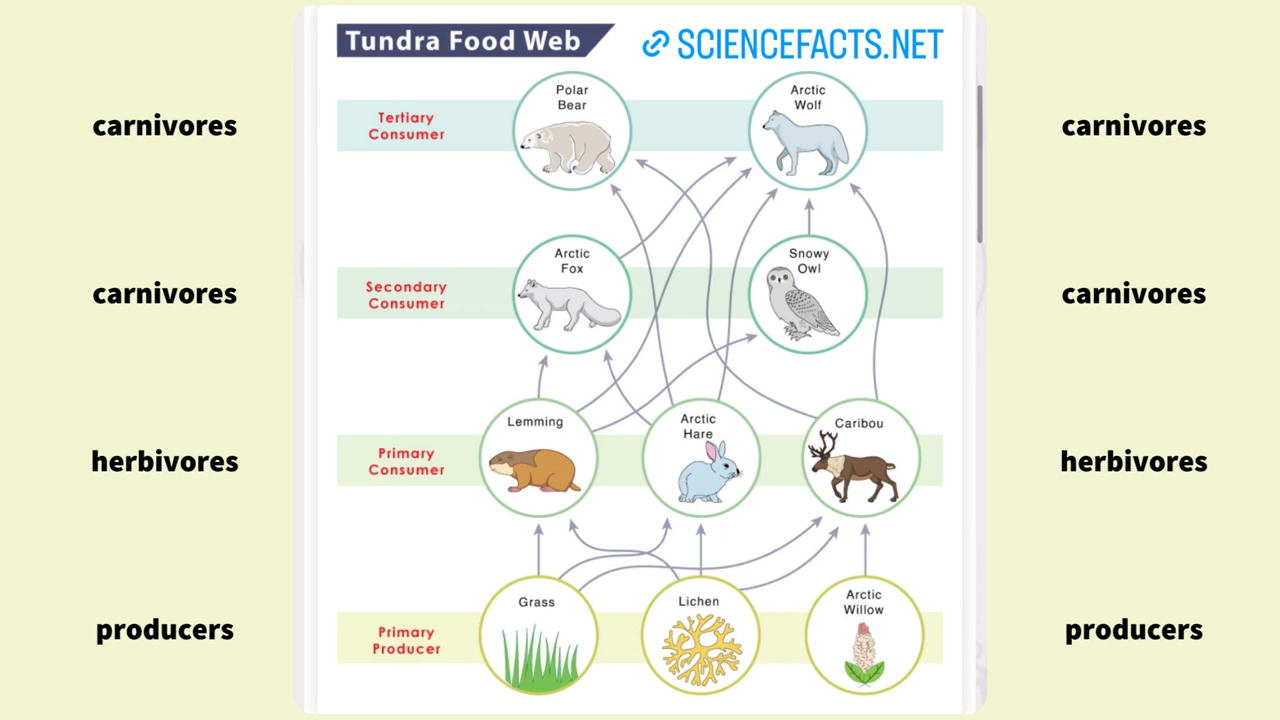 Tundra Food Web
SCIENCEFACTS.NET
carnivores
Tertiary
Consumer
Polar
Bear
Arctic
Wolf
carnivores
carnivores
Secondary
Consumer
Arctic
Fox
Snowy
Owl
carnivores
herbivores
Primary
Consumer
Lemming
Arctic
Hare
Caribou
herbivores
producers
Primary
Producer
Grass
Lichen
Arctic
Willow
producers